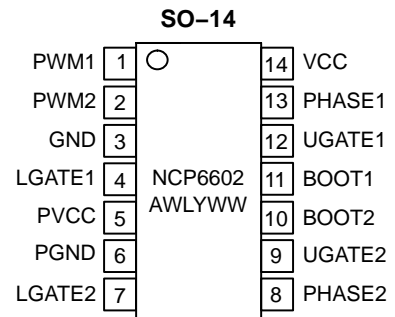 SO–14
PWM1 1 14 VCC
PWM2 2 13 PHASE1
GND 3 12 UGATE1
LGATE1 4 NCP6602 11 BOOT1
PVCC 5 AWLYWW 10 BOOT2
PGND 6 9 UGATE2
LGATE2 7 8 PHASE2